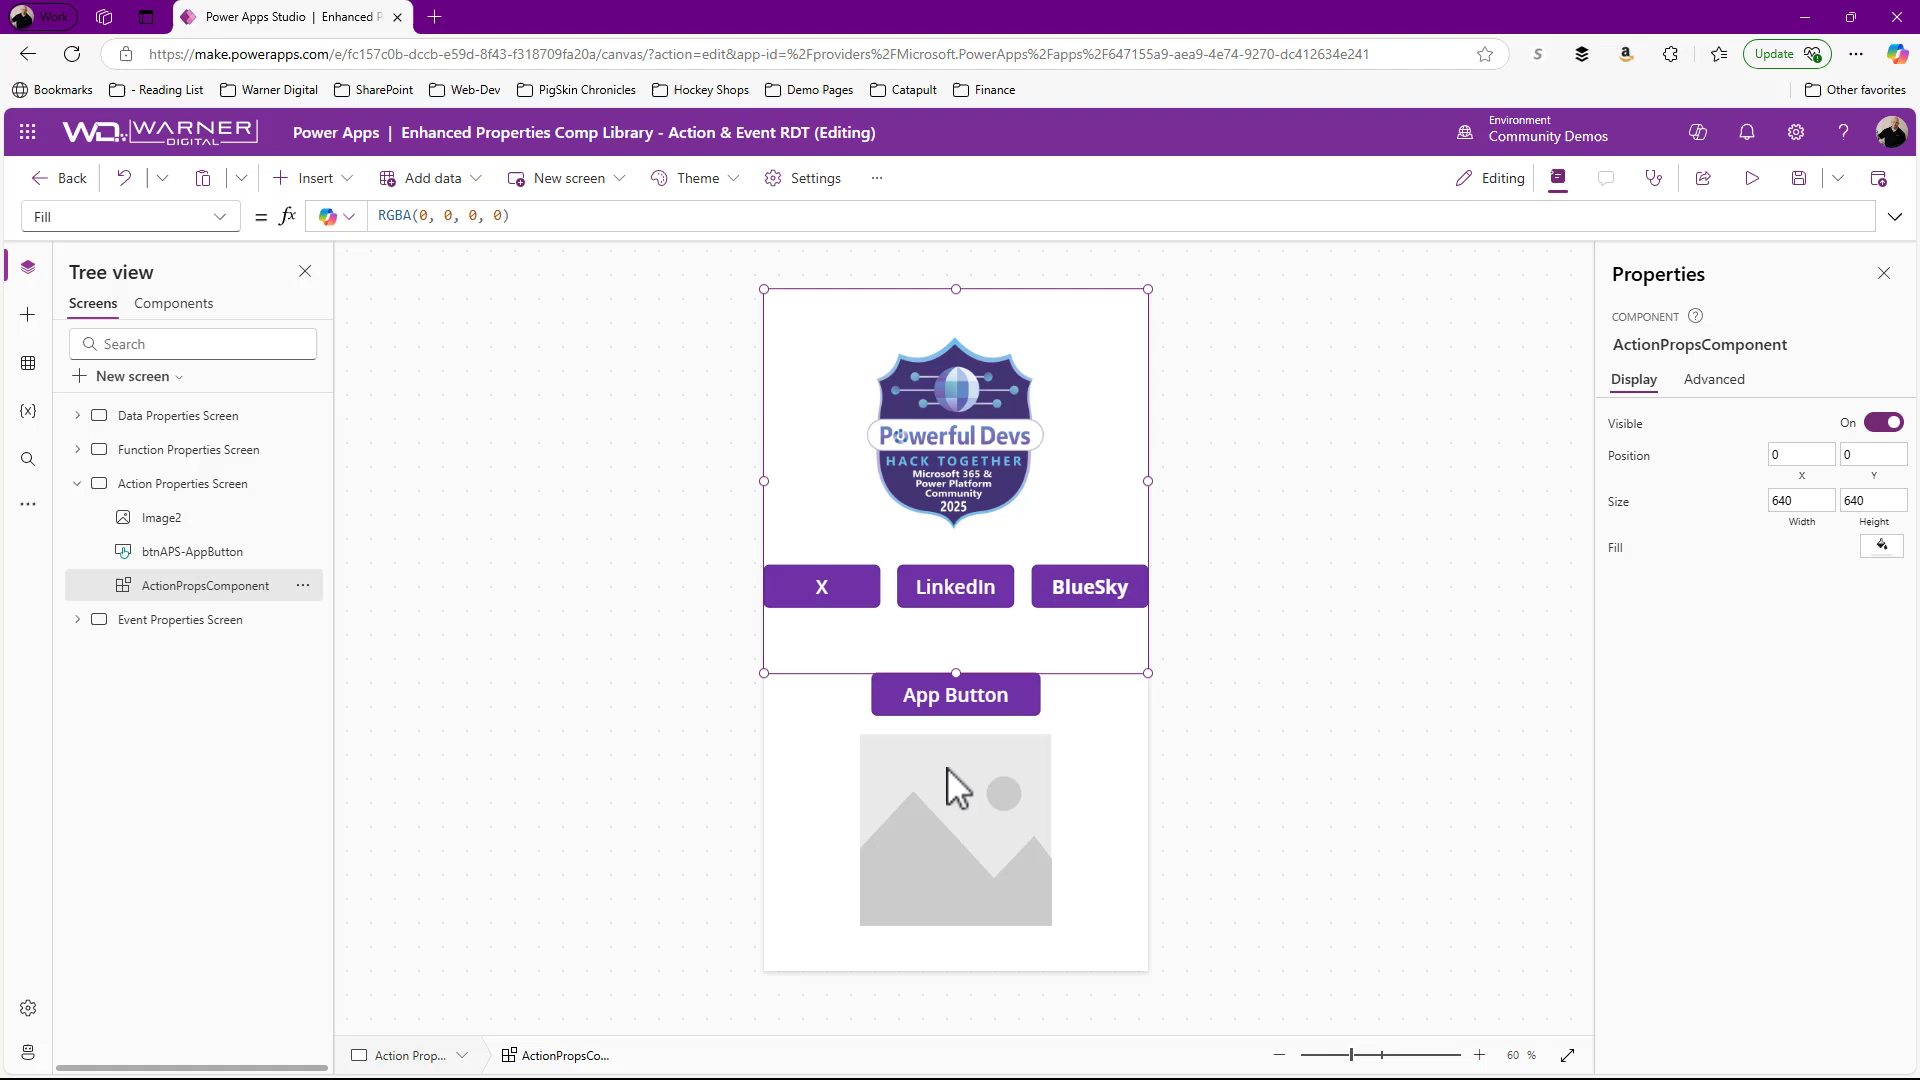 Work
Power Apps Studio | Enhanced P
https://make.powerapps.com/e/fc157c0b-dccb-e59d-8f43-f318709fa20a/canvas/?action=edit&app-id=%2Fproviders%2FMicrosoft.PowerApps%2Fapps%2F647155a9-aea9-4e74-9270-dc412634e241
Update
Bookmarks
- Reading List
Warner Digital
SharePoint
Web-Dev
PigSkin Chronicles
Hockey Shops
Demo Pages
Catapult
Finance
Other favorites
WD WARNER DIGITAL
Power Apps | Enhanced Properties Comp Library - Action & Event RDT (Editing)
Environment
Community Demos
Back
Insert
Add data
New screen
Theme
Settings
Editing
Fill
= fx
RGBA(0, 0, 0, 0)
Tree view
Screens
Components
Search
New screen
Data Properties Screen
Function Properties Screen
Action Properties Screen
Image2
btnAPS-AppButton
ActionPropsComponent
Event Properties Screen
Powerful Devs
HACK TOGETHER
Microsoft 365 &
Power Platform
Community
2025
X
LinkedIn
BlueSky
App Button
Properties
COMPONENT
ActionPropsComponent
Display
Advanced
Visible
On
Position
0
0
X
Y
Size
640
640
Width
Height
Fill
Action Prop...
ActionPropsCo...
60 %